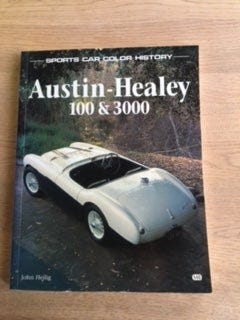 SPORTS CAR COLOR HISTORY
Austin-Healey
100 & 3000
John Heilig